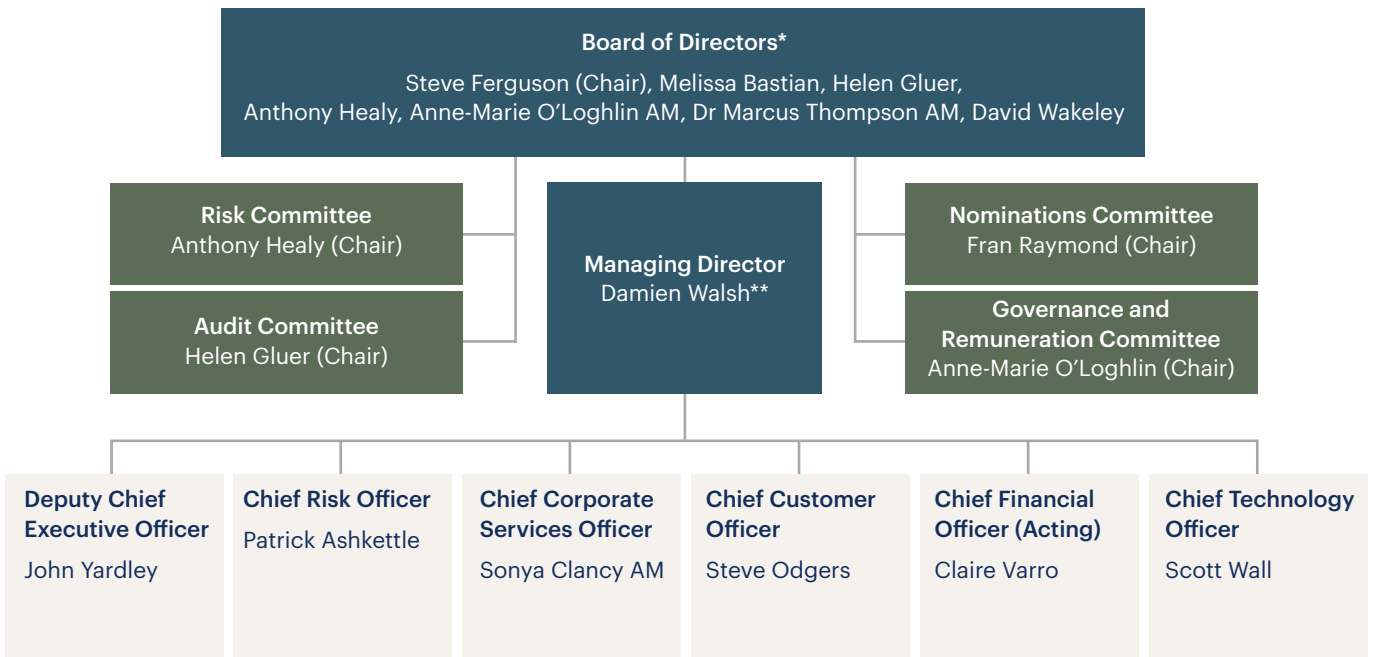 Board of Directors*
Steve Ferguson (Chair), Melissa Bastian, Helen Gluer,
Anthony Healy, Anne-Marie O’Loghlin AM, Dr Marcus Thompson AM, David Wakeley
Risk Committee
Anthony Healy (Chair)
Audit Committee
Helen Gluer (Chair)
Managing Director
Damien Walsh**
Nominations Committee
Fran Raymond (Chair)
Governance and
Remuneration Committee
Anne-Marie O’Loghlin (Chair)
Deputy Chief
Executive Officer
John Yardley
Chief Risk Officer
Patrick Ashkettle
Chief Corporate
Services Officer
Sonya Clancy AM
Chief Customer
Officer
Steve Odgers
Chief Financial
Officer (Acting)
Claire Varro
Chief Technology
Officer
Scott Wall